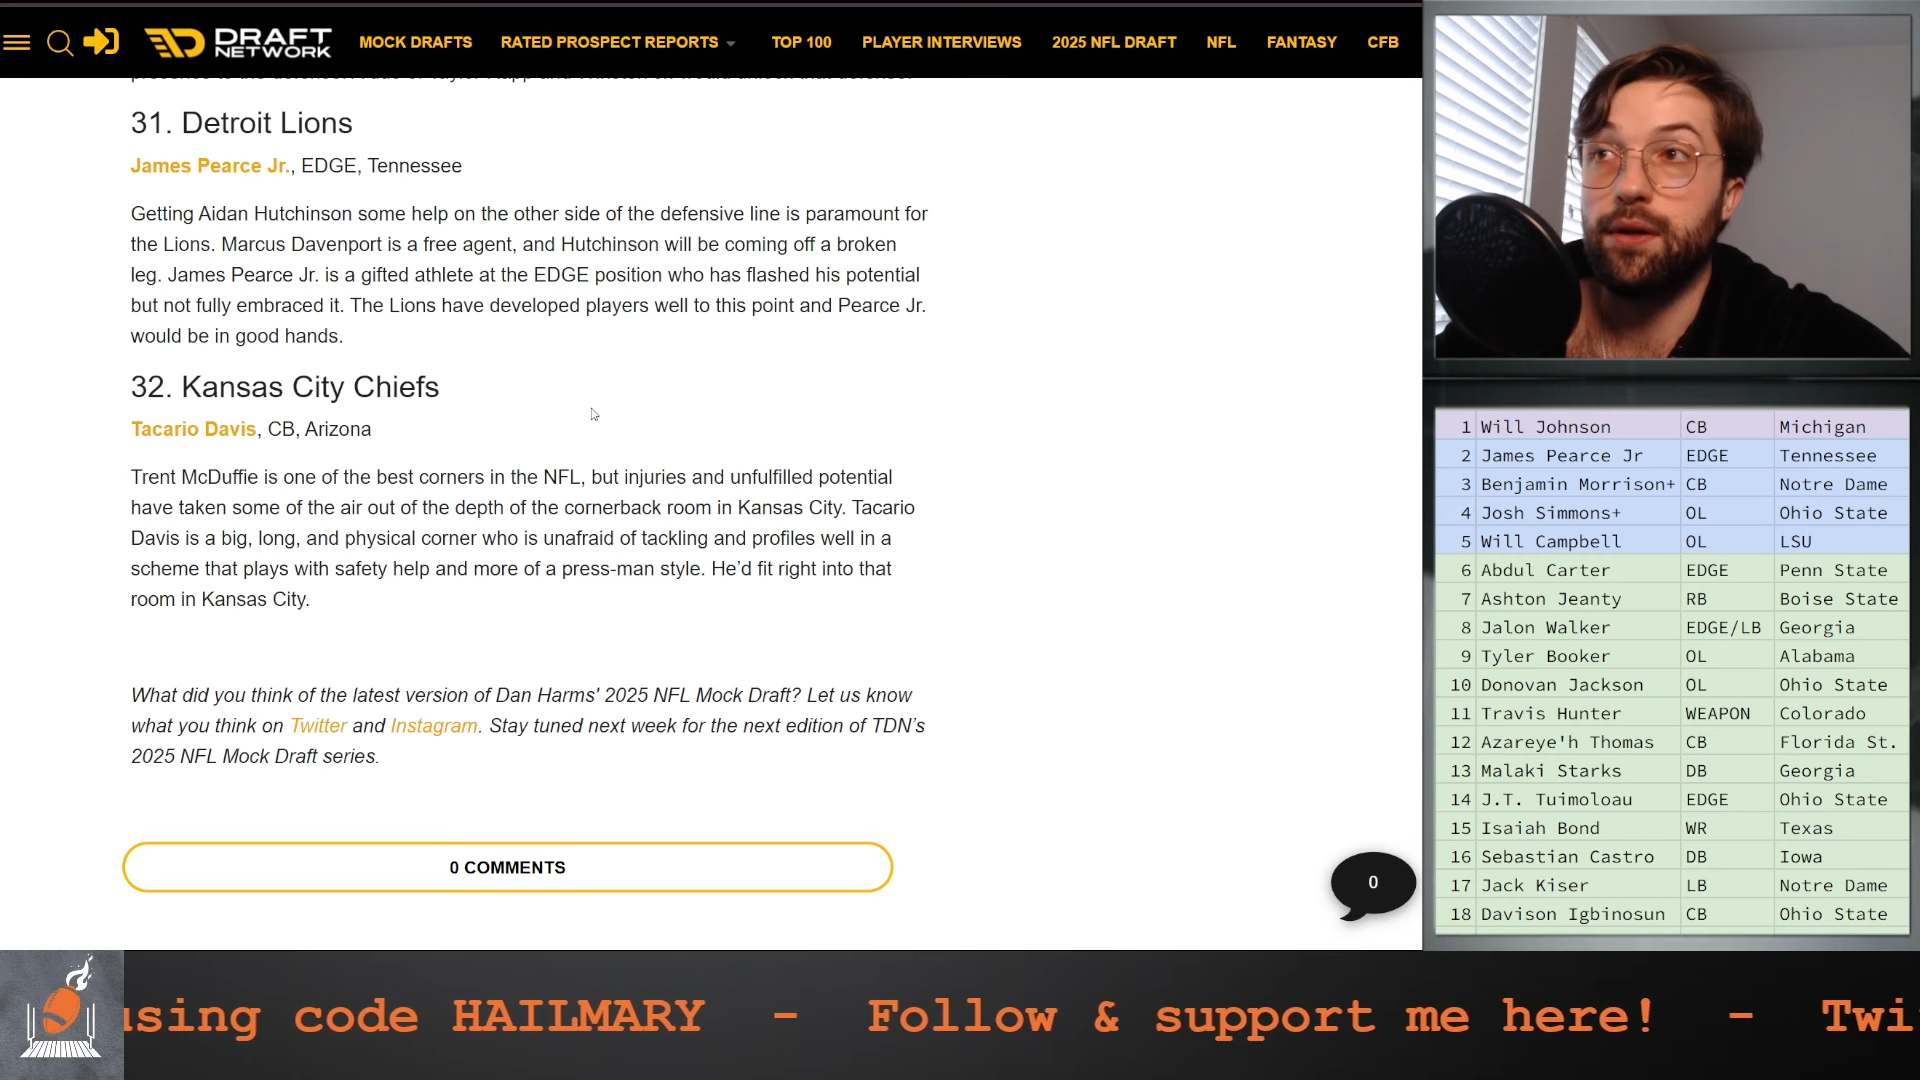 DRAFT NETWORK
MOCK DRAFTS RATED PROSPECT REPORTS TOP 100 PLAYER INTERVIEWS 2025 NFL DRAFT NFL FANTASY CFB
31. Detroit Lions
James Pearce Jr., EDGE, Tennessee
Getting Aidan Hutchinson some help on the other side of the defensive line is paramount for
the Lions. Marcus Davenport is a free agent, and Hutchinson will be coming off a broken
leg. James Pearce Jr. is a gifted athlete at the EDGE position who has flashed his potential
but not fully embraced it. The Lions have developed players well to this point and Pearce Jr.
would be in good hands.
32. Kansas City Chiefs
Tacario Davis, CB, Arizona
Trent McDuffie is one of the best corners in the NFL, but injuries and unfulfilled potential
have taken some of the air out of the depth of the cornerback room in Kansas City. Tacario
Davis is a big, long, and physical corner who is unafraid of tackling and profiles well in a
scheme that plays with safety help and more of a press-man style. He’d fit right into that
room in Kansas City.
What did you think of the latest version of Dan Harms' 2025 NFL Mock Draft? Let us know
what you think on Twitter and Instagram. Stay tuned next week for the next edition of TDN’s
2025 NFL Mock Draft series.
0 COMMENTS
0
1 Will Johnson CB Michigan
2 James Pearce Jr EDGE Tennessee
3 Benjamin Morrison+ CB Notre Dame
4 Josh Simmons+ OL Ohio State
5 Will Campbell OL LSU
6 Abdul Carter EDGE Penn State
7 Ashton Jeanty RB Boise State
8 Jalon Walker EDGE/LB Georgia
9 Tyler Booker OL Alabama
10 Donovan Jackson OL Ohio State
11 Travis Hunter WEAPON Colorado
12 Azareye'h Thomas CB Florida St.
13 Malaki Starks DB Georgia
14 J.T. Tuimoloau EDGE Ohio State
15 Isaiah Bond WR Texas
16 Sebastian Castro DB Iowa
17 Jack Kiser LB Notre Dame
18 Davison Igbinosun CB Ohio State
using code HAILMARY - Follow & support me here! - Twi